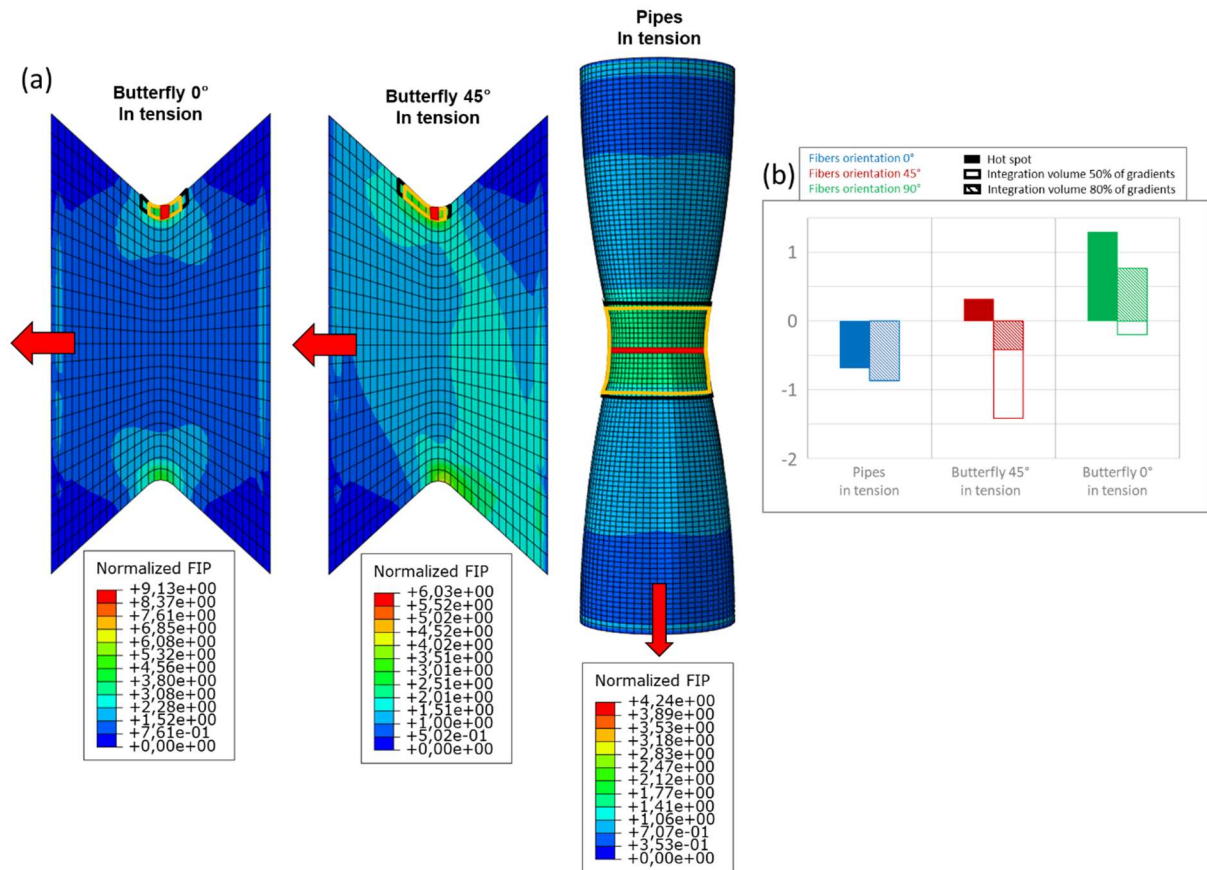 (a)
Butterfly 0°
In tension
Butterfly 45°
In tension
Pipes
In tension
Normalized FIP
+9,13e+00
+8,37e+00
+7,61e+00
+6,85e+00
+6,08e+00
+5,32e+00
+4,56e+00
+3,80e+00
+3,08e+00
+2,28e+00
+1,52e+00
+7,61e-01
+0,00e+00
Normalized FIP
+6,03e+00
+5,52e+00
+5,02e+00
+4,52e+00
+4,02e+00
+3,51e+00
+3,01e+00
+2,51e+00
+2,01e+00
+1,51e+00
+1,00e+00
+5,02e-01
+0,00e+00
Normalized FIP
+4,24e+00
+3,89e+00
+3,53e+00
+3,18e+00
+2,83e+00
+2,47e+00
+2,12e+00
+1,77e+00
+1,41e+00
+1,06e+00
+7,07e-01
+3,53e-01
+0,00e+00
(b)
Fibers orientation 0°
Fibers orientation 45°
Fibers orientation 90°
Hot spot
Integration volume 50% of gradients
Integration volume 80% of gradients
1
0
-1
-2
Pipes
in tension
Butterfly 45°
in tension
Butterfly 0°
in tension